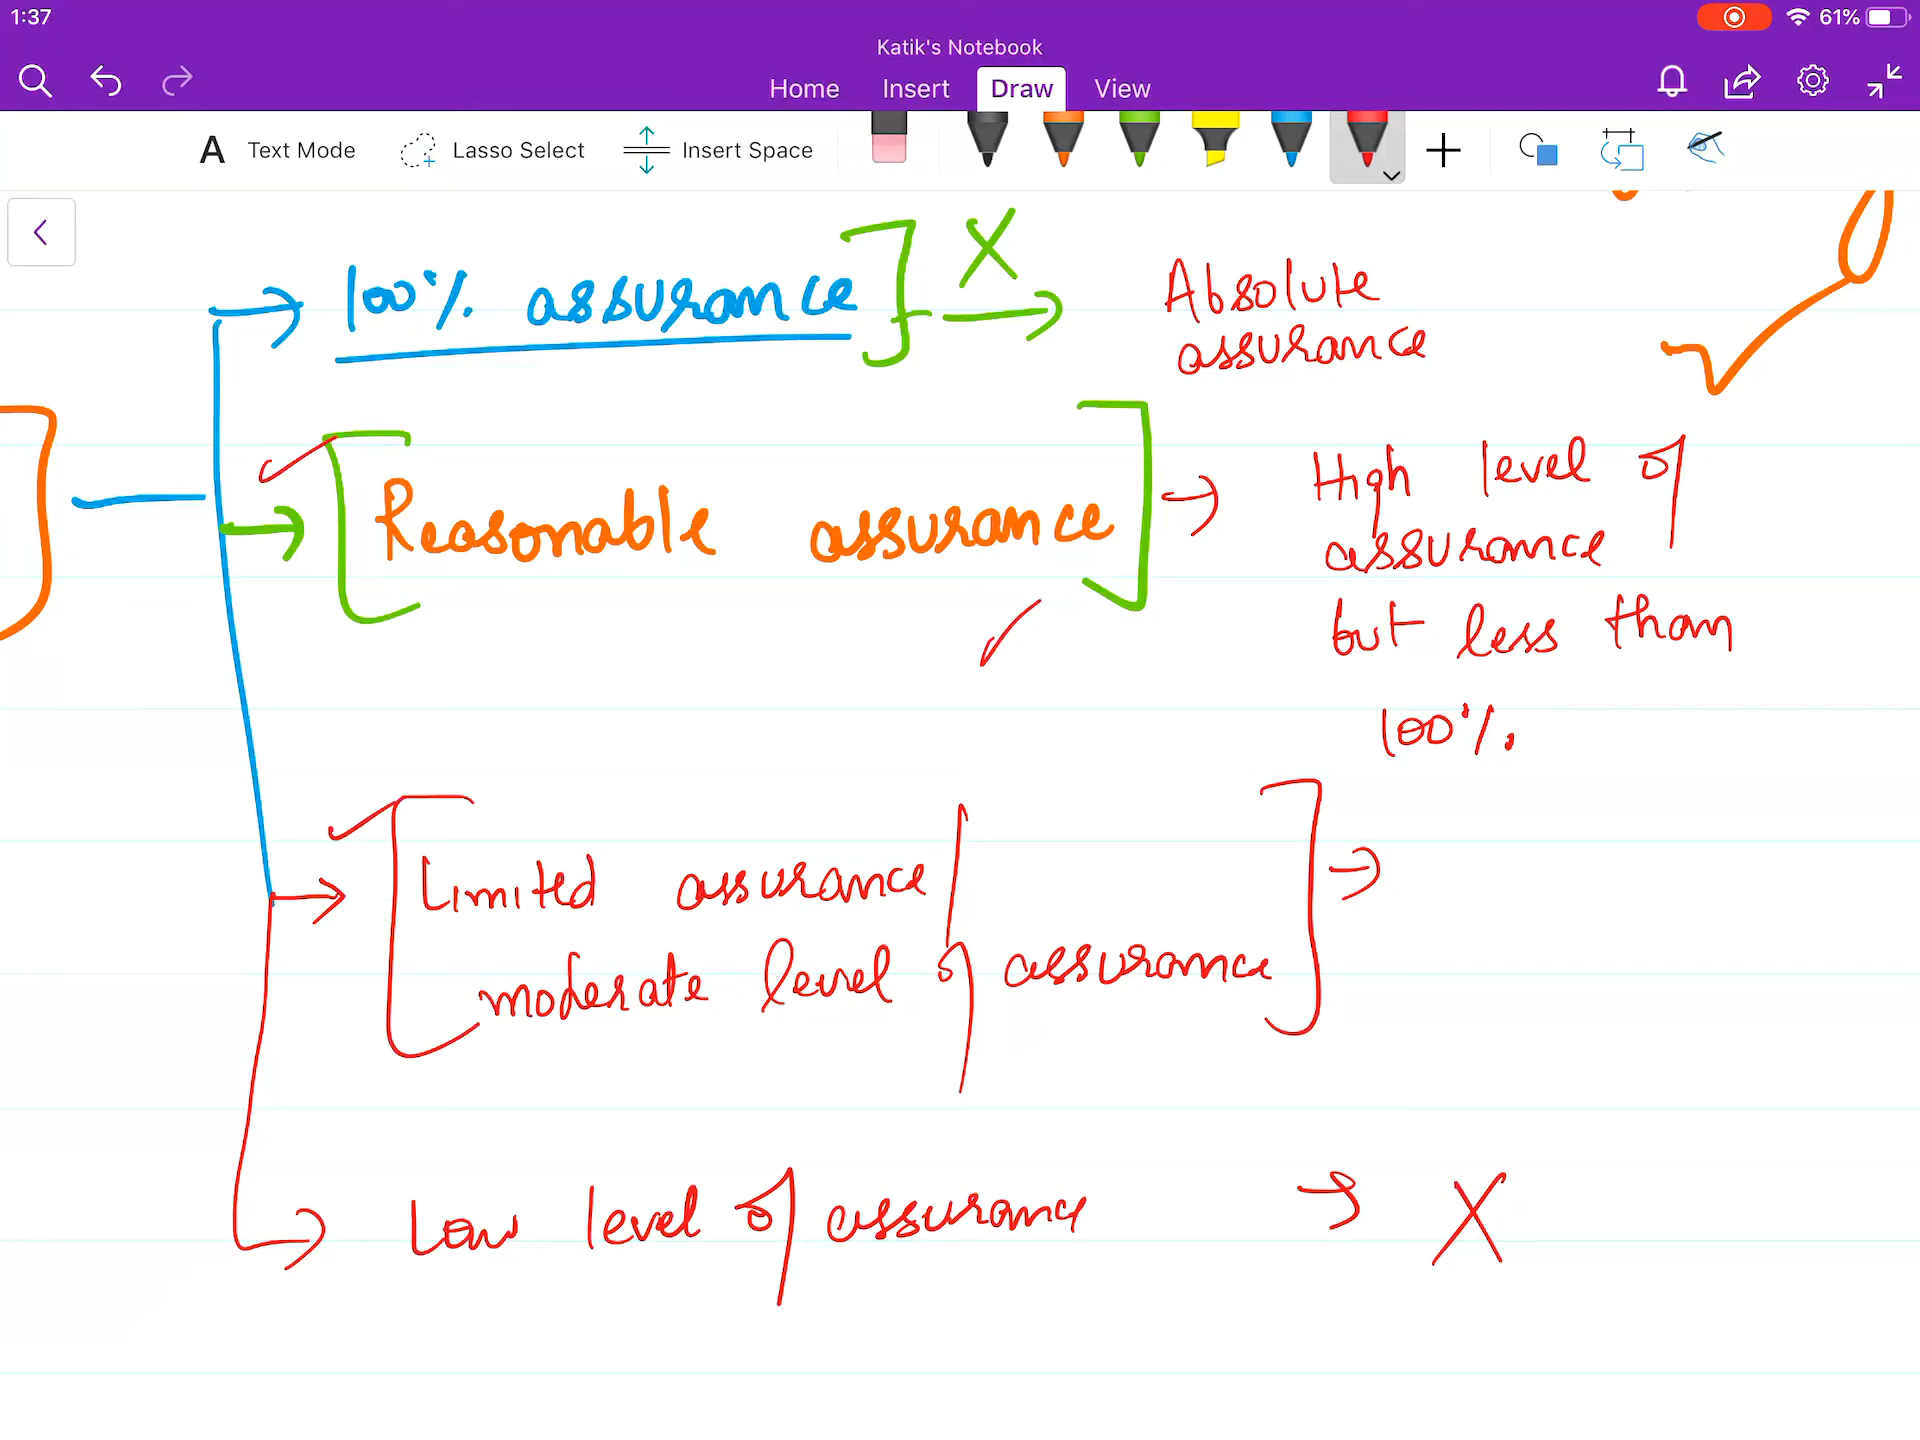 1:37
61%
Katik's Notebook
Home Insert Draw View
A Text Mode Lasso Select Insert Space
100% assurance X Absolute
assurance
Reasonable assurance
High level of
assurance
but less than
100%.
Limited assurance
moderate level of assurance
Low level of assurance X